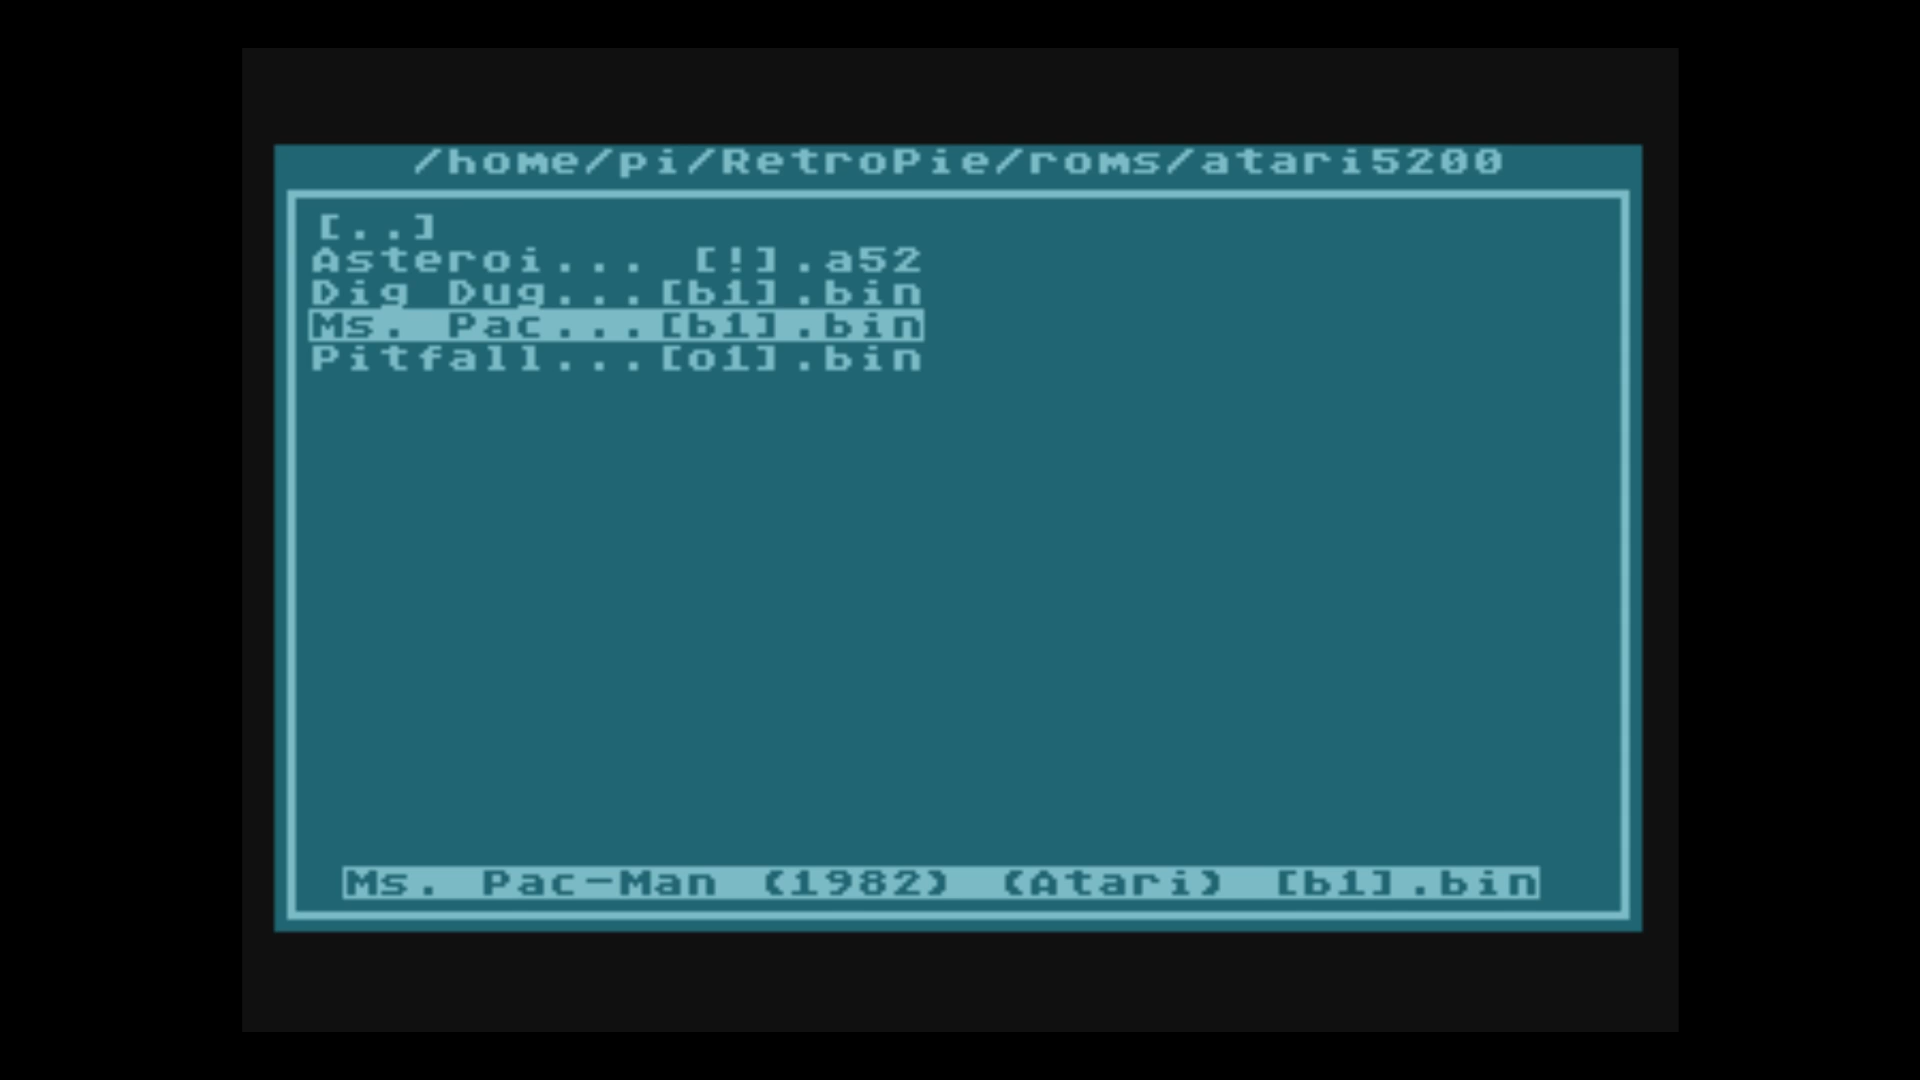 /home/pi/RetroPie/roms/atari5200
[..]
Asteroi... [!].a52
Dig Dug...[b1].bin
Ms. Pac...[b1].bin
Pitfall...[o1].bin
Ms. Pac-Man (1982) (Atari) [b1].bin